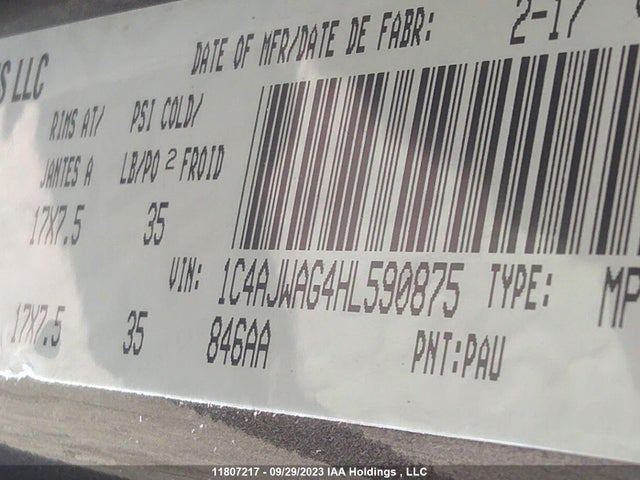 DATE OF MFR/DATE DE FABR: 2-17
S LLC
RIMS AT/ PSI COLD/
JANTES A LB/PO 2 FROID
17X7.5 35
VIN: 1C4AJWAG4HL590875 TYPE: MP
17X7.5 35 846AA PNT:PAU
11807217 - 09/29/2023 IAA Holdings , LLC